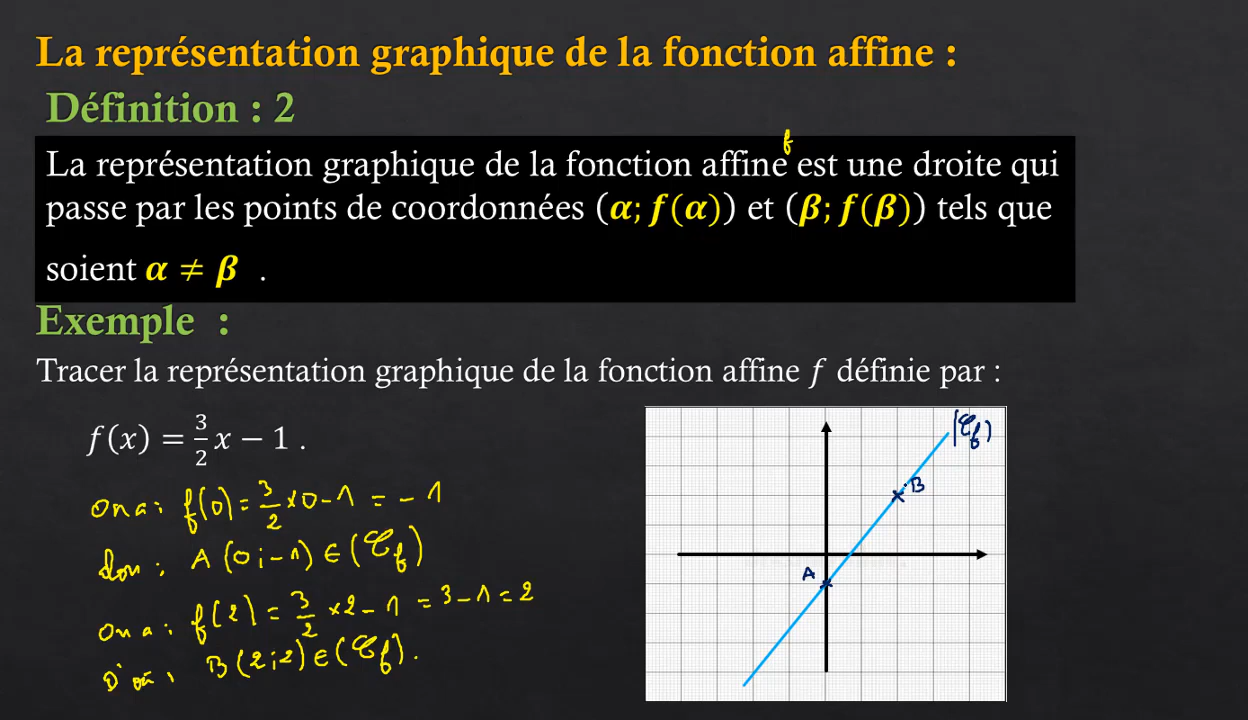 La représentation graphique de la fonction affine :
Définition : 2
La représentation graphique de la fonction affine f est une droite qui
passe par les points de coordonnées (α; f(α)) et (β; f(β)) tels que
soient α ≠ β .
Exemple :
Tracer la représentation graphique de la fonction affine f définie par :
f(x) = 3/2 x − 1 .
On a : f(0) = 3/2 × 0 − 1 = − 1
don : A(0 ; −1) ∈ (𝒞f)
On a : f(2) = 3/2 × 2 − 1 = 3 − 1 = 2
D'où : B(2 ; 2) ∈ (𝒞f).
(𝒞f)
B
A